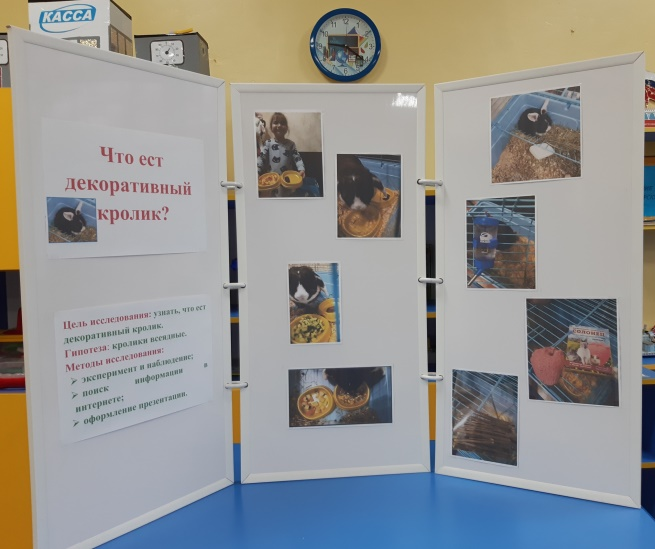 КАССА
Что ест
декоративный
кролик?
Цель исследования: узнать, что ест
декоративный кролик.
Гипотеза: кролики всеядные.
Методы исследования:
➢ эксперимент и наблюдение;
➢ поиск информации в
интернете;
➢ оформление презентации.